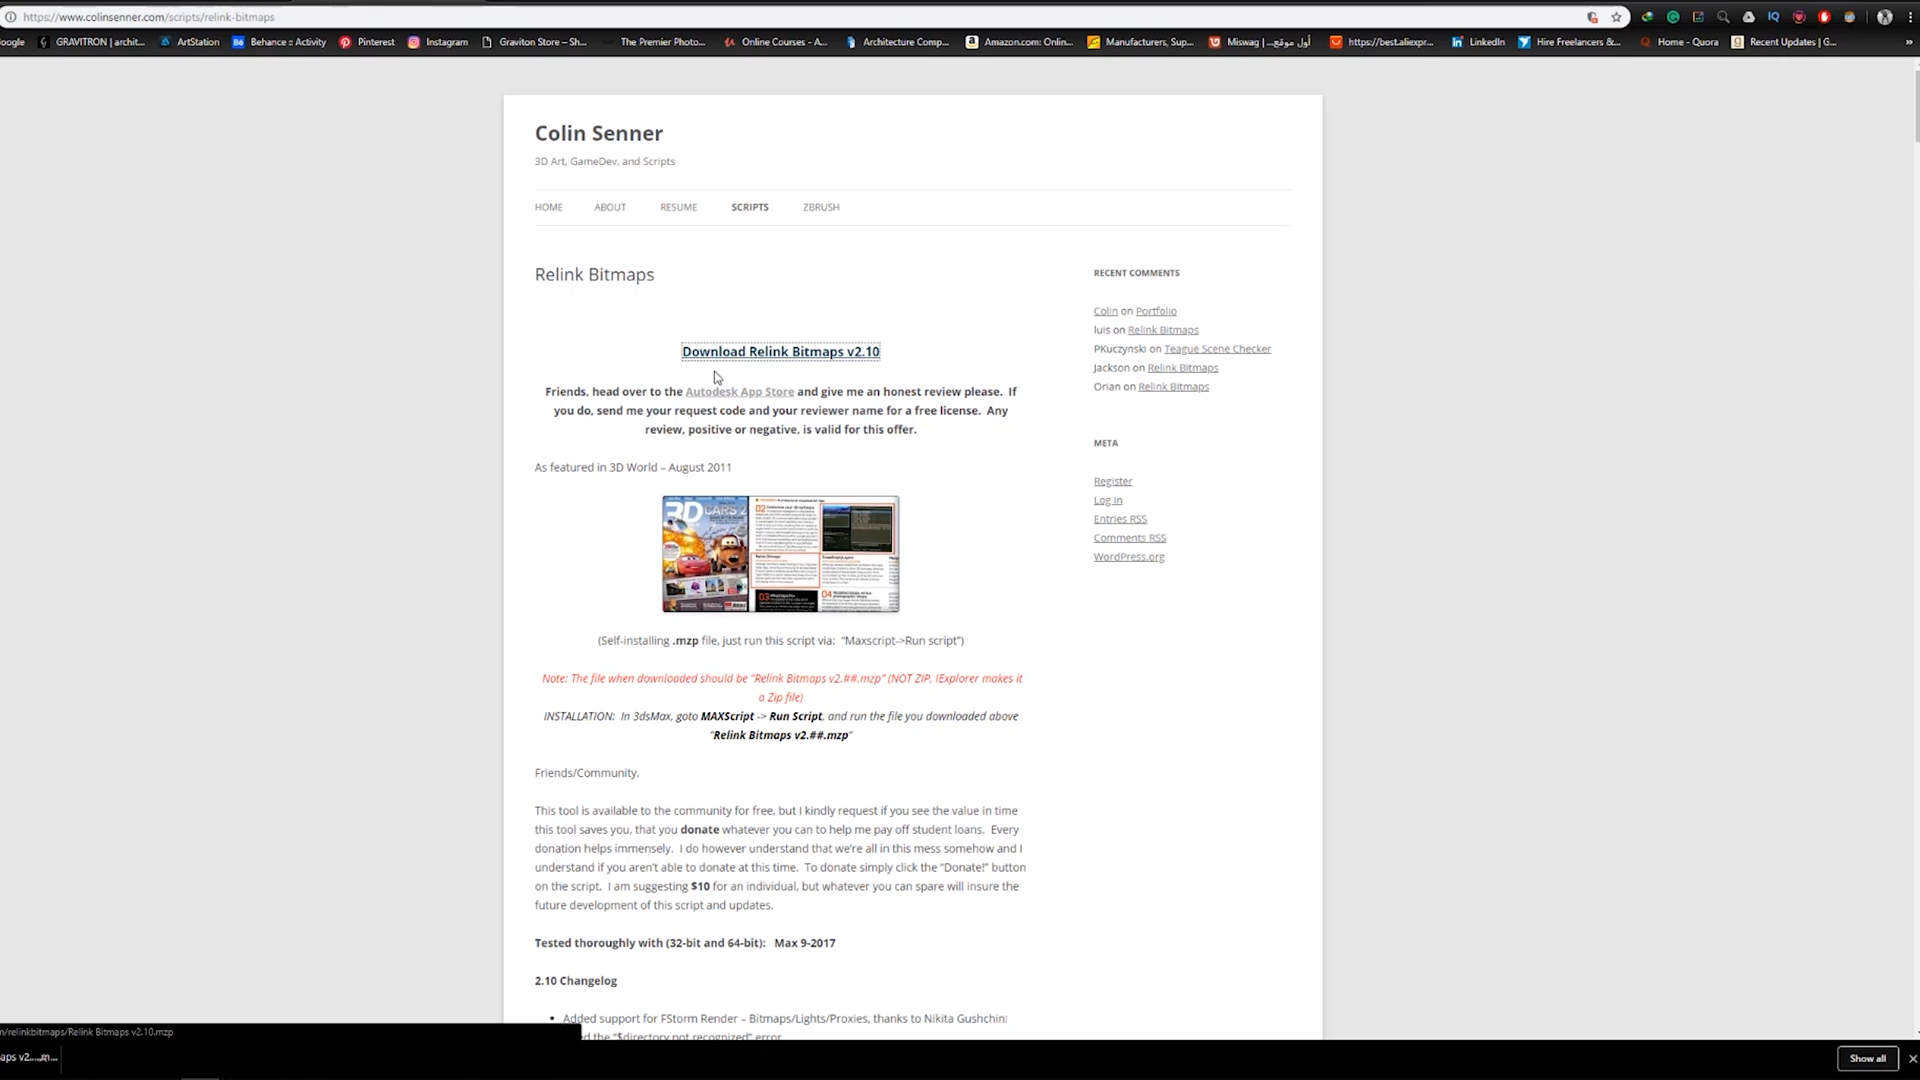 https://www.colinsenner.com/scripts/relink-bitmaps
oogle
GRAVITRON | archit...
ArtStation
Behance :: Activity
Pinterest
Instagram
Graviton Store – Sh...
The Premier Photo...
Online Courses - A...
Architecture Comp...
Amazon.com: Onlin...
Manufacturers, Sup...
Miswag | أول موقع...
https://best.aliexpr...
LinkedIn
Hire Freelancers &...
Home - Quora
Recent Updates | G...
Colin Senner
3D Art, GameDev, and Scripts
HOME
ABOUT
RESUME
SCRIPTS
ZBRUSH
Relink Bitmaps
Download Relink Bitmaps v2.10
Friends, head over to the Autodesk App Store and give me an honest review please. If
you do, send me your request code and your reviewer name for a free license. Any
review, positive or negative, is valid for this offer.
As featured in 3D World – August 2011
3D
CARS 2
(Self-installing .mzp file, just run this script via: “Maxscript->Run script”)
Note: The file when downloaded should be “Relink Bitmaps v2.##.mzp” (NOT ZIP, IExplorer makes it
a Zip file)
INSTALLATION: In 3dsMax, goto MAXScript -> Run Script, and run the file you downloaded above
“Relink Bitmaps v2.##.mzp”
Friends/Community,
This tool is available to the community for free, but I kindly request if you see the value in time
this tool saves you, that you donate whatever you can to help me pay off student loans. Every
donation helps immensely. I do however understand that we’re all in this mess somehow and I
understand if you aren’t able to donate at this time. To donate simply click the “Donate!” button
on the script. I am suggesting $10 for an individual, but whatever you can spare will insure the
future development of this script and updates.
Tested thoroughly with (32-bit and 64-bit): Max 9-2017
2.10 Changelog
Added support for FStorm Render – Bitmaps/Lights/Proxies, thanks to Nikita Gushchin!
ed the “$directory not recognized” error
RECENT COMMENTS
Colin on Portfolio
luis on Relink Bitmaps
PKuczynski on Teague Scene Checker
Jackson on Relink Bitmaps
Orian on Relink Bitmaps
META
Register
Log in
Entries RSS
Comments RSS
WordPress.org
m/relinkbitmaps/Relink Bitmaps v2.10.mzp
aps v2....m...
Show all